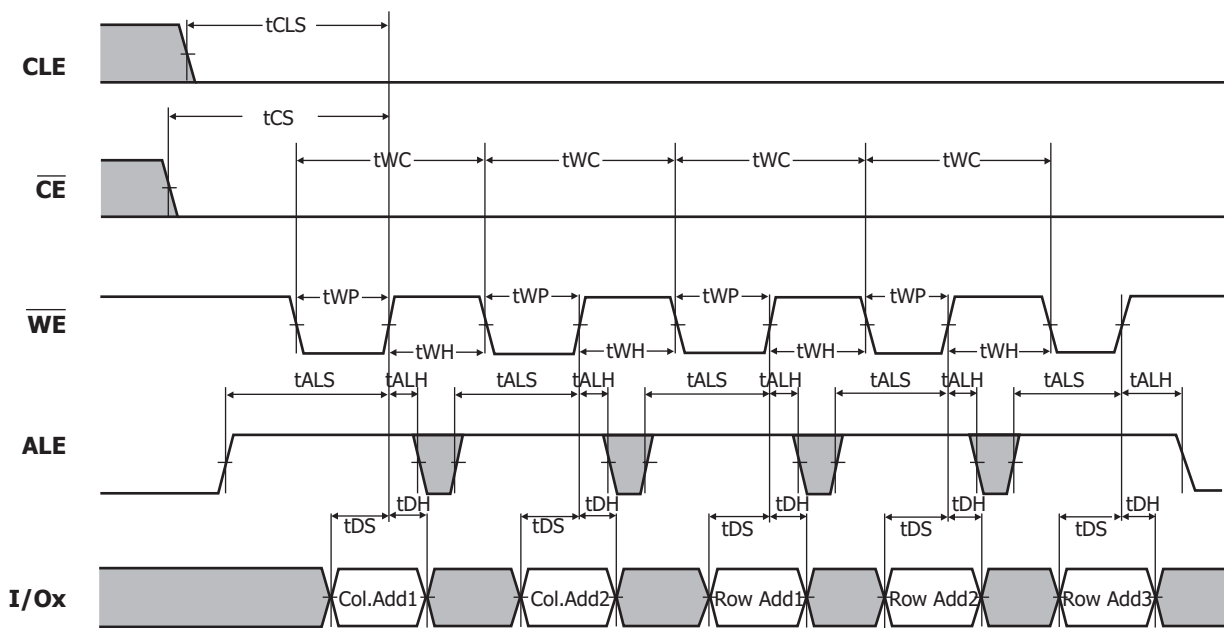 tCLS
CLE
tCS
tWC tWC tWC tWC
CE
tWP tWP tWP tWP
WE
tWH tWH tWH tWH
tALS tALH tALS tALH tALS tALH tALS tALH tALS tALH
ALE
tDH tDH tDH tDH tDH
tDS tDS tDS tDS tDS
I/Ox Col.Add1 Col.Add2 Row Add1 Row Add2 Row Add3